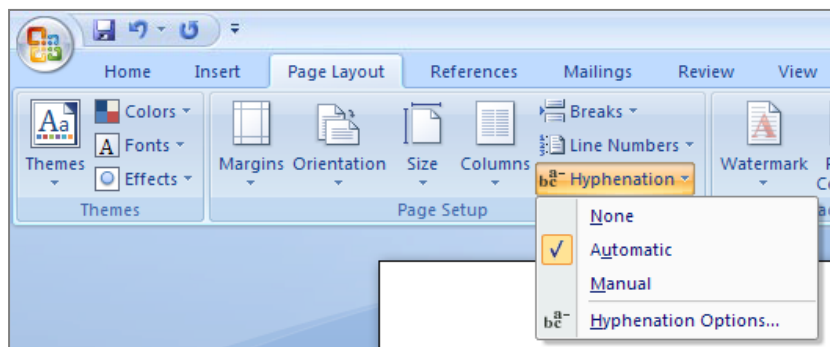 Home Insert Page Layout References Mailings Review View
Aa
Themes
Colors
A Fonts
Effects
Themes
Margins Orientation Size Columns
Breaks
Line Numbers
Hyphenation
Page Setup
A
Watermark
None
Automatic
Manual
Hyphenation Options...